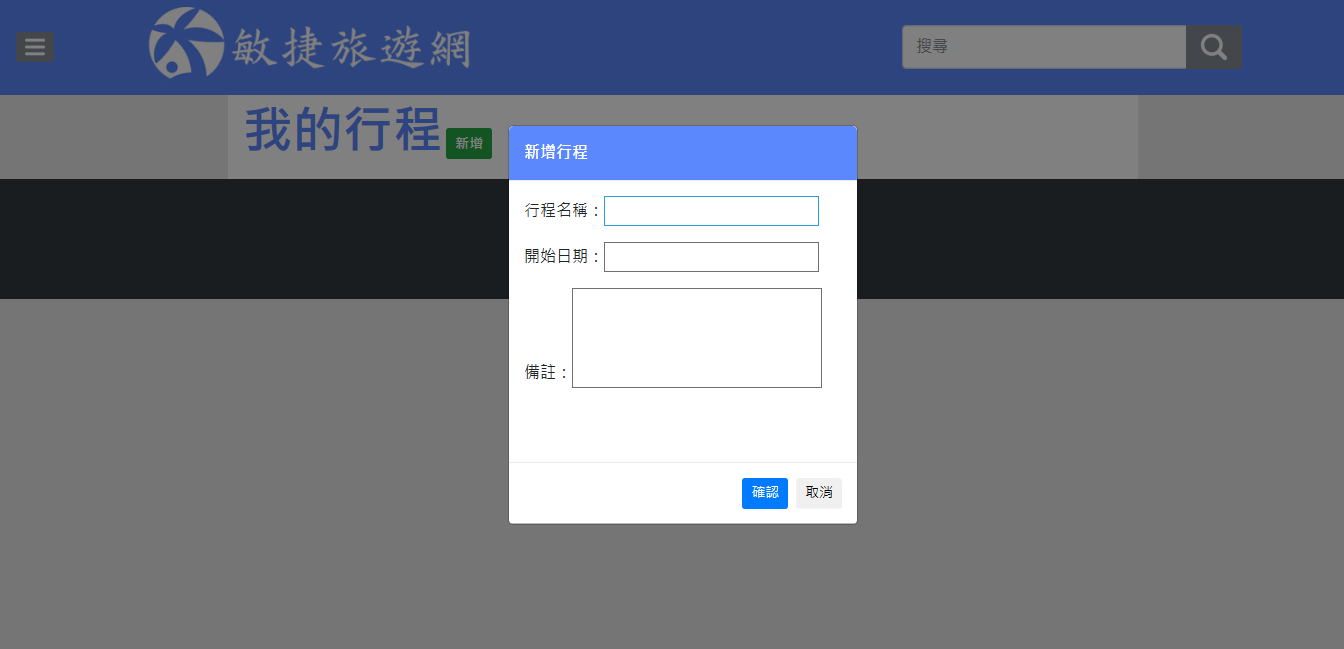 敏捷旅遊網
搜尋
我的行程 新增
新增行程
行程名稱：
開始日期：
備註：
確認 取消